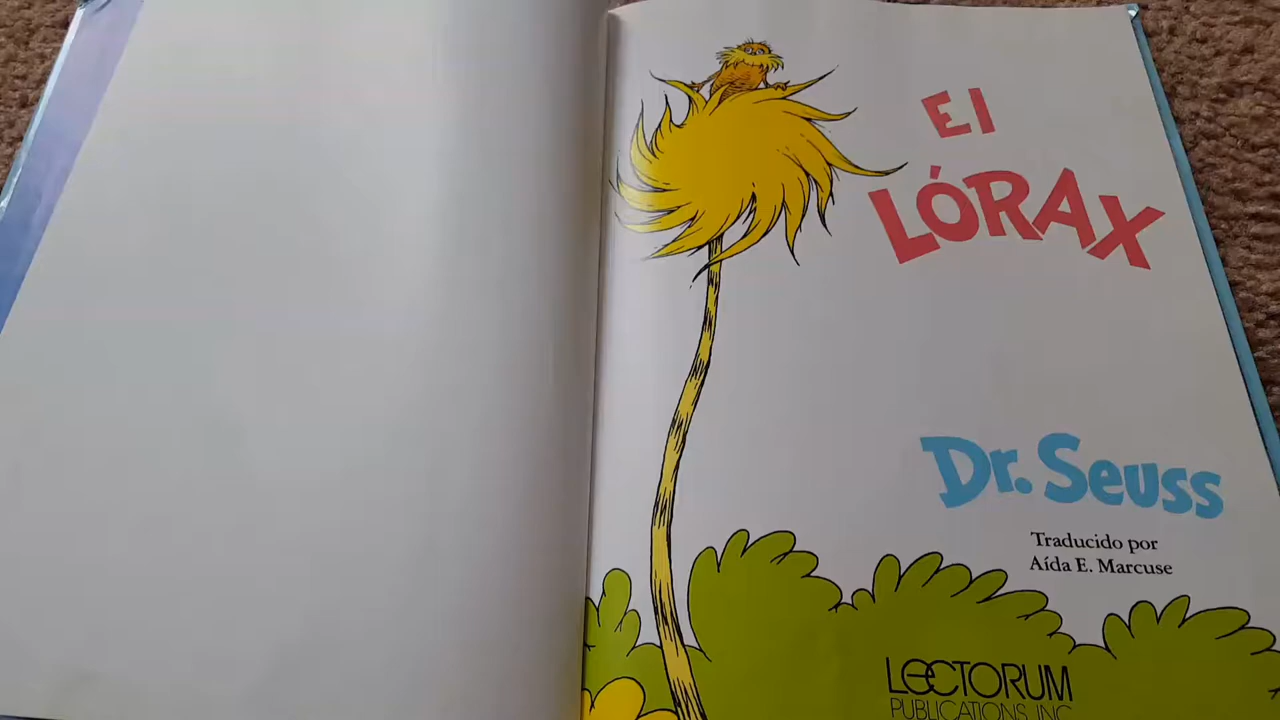 El
LÓRAX
Dr. Seuss
Traducido por
Aída E. Marcuse
LECTORUM
PUBLICATIONS, INC.